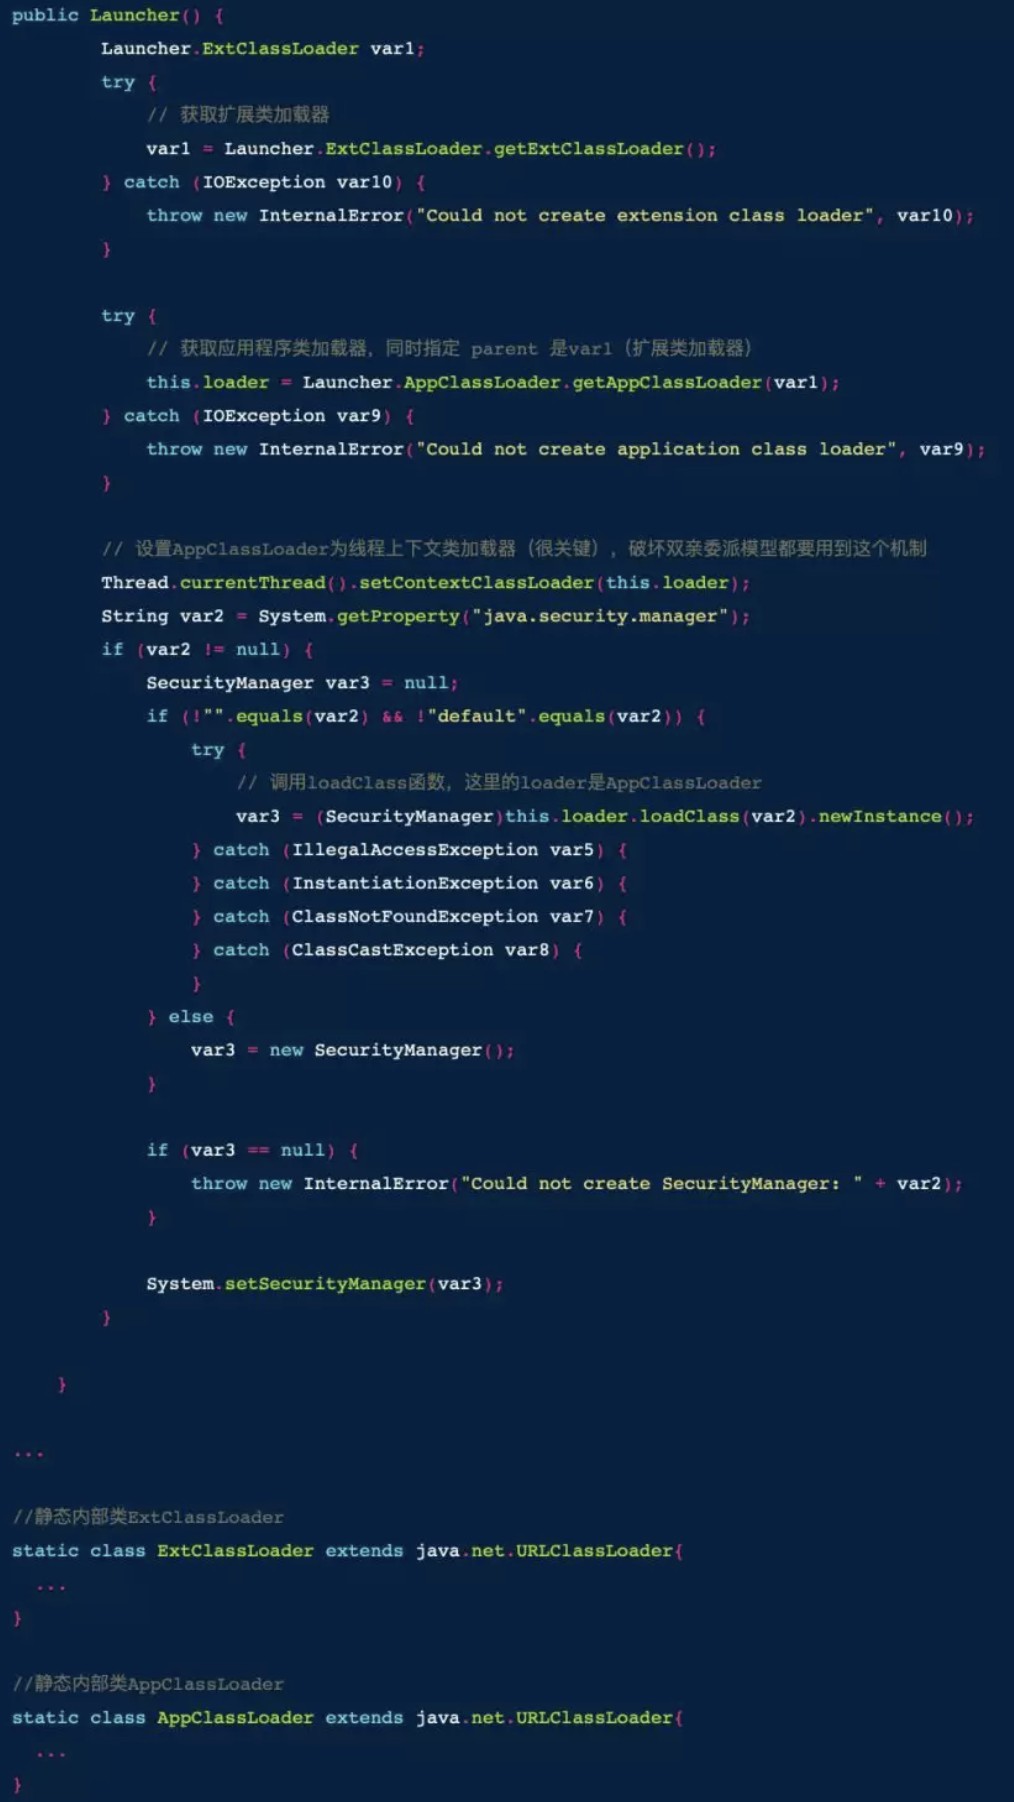 public Launcher() {
Launcher.ExtClassLoader var1;
try {
// 获取扩展类加载器
var1 = Launcher.ExtClassLoader.getExtClassLoader();
} catch (IOException var10) {
throw new InternalError("Could not create extension class loader", var10);
}
try {
// 获取应用程序类加载器，同时指定 parent 是var1（扩展类加载器）
this.loader = Launcher.AppClassLoader.getAppClassLoader(var1);
} catch (IOException var9) {
throw new InternalError("Could not create application class loader", var9);
}
// 设置AppClassLoader为线程上下文类加载器（很关键），破坏双亲委派模型都要用到这个机制
Thread.currentThread().setContextClassLoader(this.loader);
String var2 = System.getProperty("java.security.manager");
if (var2 != null) {
SecurityManager var3 = null;
if (!"".equals(var2) && !"default".equals(var2)) {
try {
// 调用loadClass函数，这里的loader是AppClassLoader
var3 = (SecurityManager)this.loader.loadClass(var2).newInstance();
} catch (IllegalAccessException var5) {
} catch (InstantiationException var6) {
} catch (ClassNotFoundException var7) {
} catch (ClassCastException var8) {
}
} else {
var3 = new SecurityManager();
}
if (var3 == null) {
throw new InternalError("Could not create SecurityManager: " + var2);
}
System.setSecurityManager(var3);
}
}
...
//静态内部类ExtClassLoader
static class ExtClassLoader extends java.net.URLClassLoader{
...
}
//静态内部类AppClassLoader
static class AppClassLoader extends java.net.URLClassLoader{
...
}